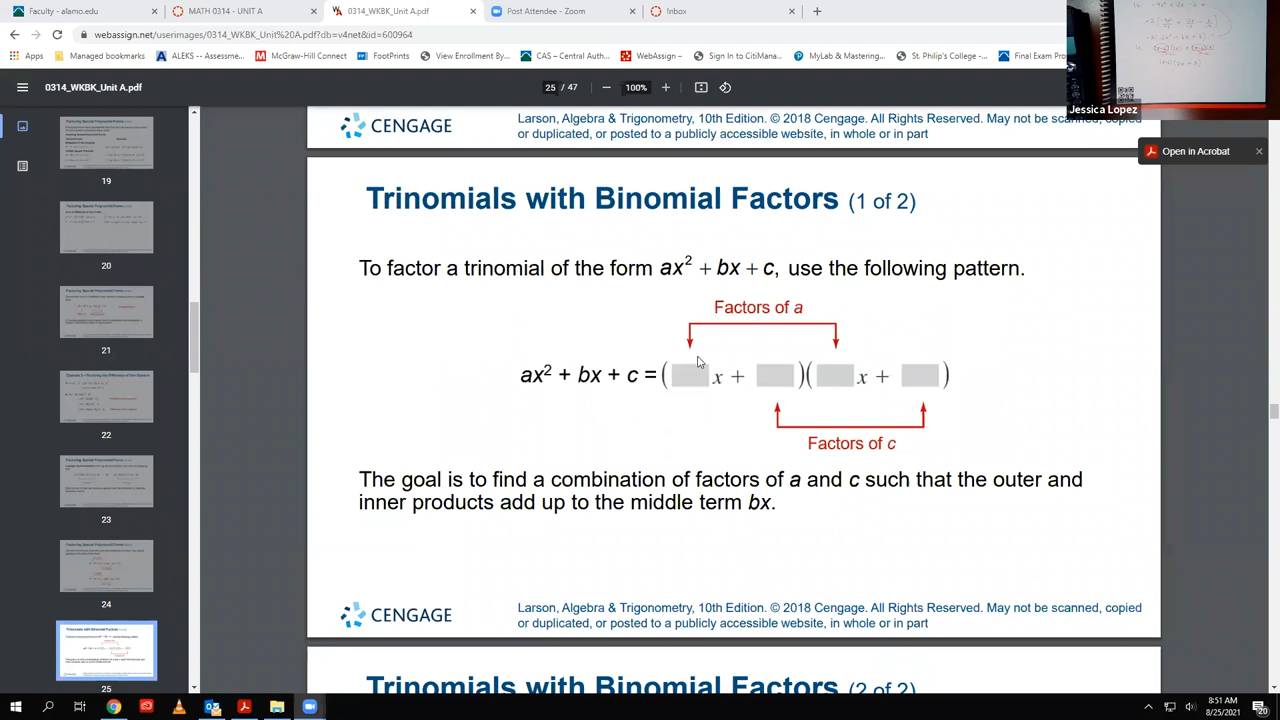 Faculty - alamo.edu
MATH 0314 - UNIT A
0314_WKBK_Unit A.pdf
Post Attendee - Zoom
Inbox
webassign.net/userimages/0314_WKBK_Unit%20A.pdf?db=v4net&id=600964
Apps
Managed bookmarks
ALEKS -- Assessme...
McGraw-Hill Connect
FootPrints
CAS – Central Auth...
WebAssign –
Sign In to CitiMana...
MyLab & Mastering
St. Philip's College -...
Final Exam Pro
0314_WKBK_Unit A.pdf
25 / 47
100%
Jessica Lopez
Open in Acrobat
CENGAGE
Larson, Algebra & Trigonometry, 10th Edition. © 2018 Cengage. All Rights Reserved. May not be scanned, copied
or duplicated, or posted to a publicly accessible website, in whole or in part
Trinomials with Binomial Factors (1 of 2)
To factor a trinomial of the form ax² + bx + c, use the following pattern.
Factors of a
ax² + bx + c = ( x + )( x + )
Factors of c
The goal is to find a combination of factors of a and c such that the outer and
inner products add up to the middle term bx.
CENGAGE
Larson, Algebra & Trigonometry, 10th Edition. © 2018 Cengage. All Rights Reserved. May not be scanned, copied
or duplicated, or posted to a publicly accessible website, in whole or in part
Trinomials with Binomial Factors (2 of 2)
19
20
21
22
23
24
25
8:51 AM
8/25/2021
20